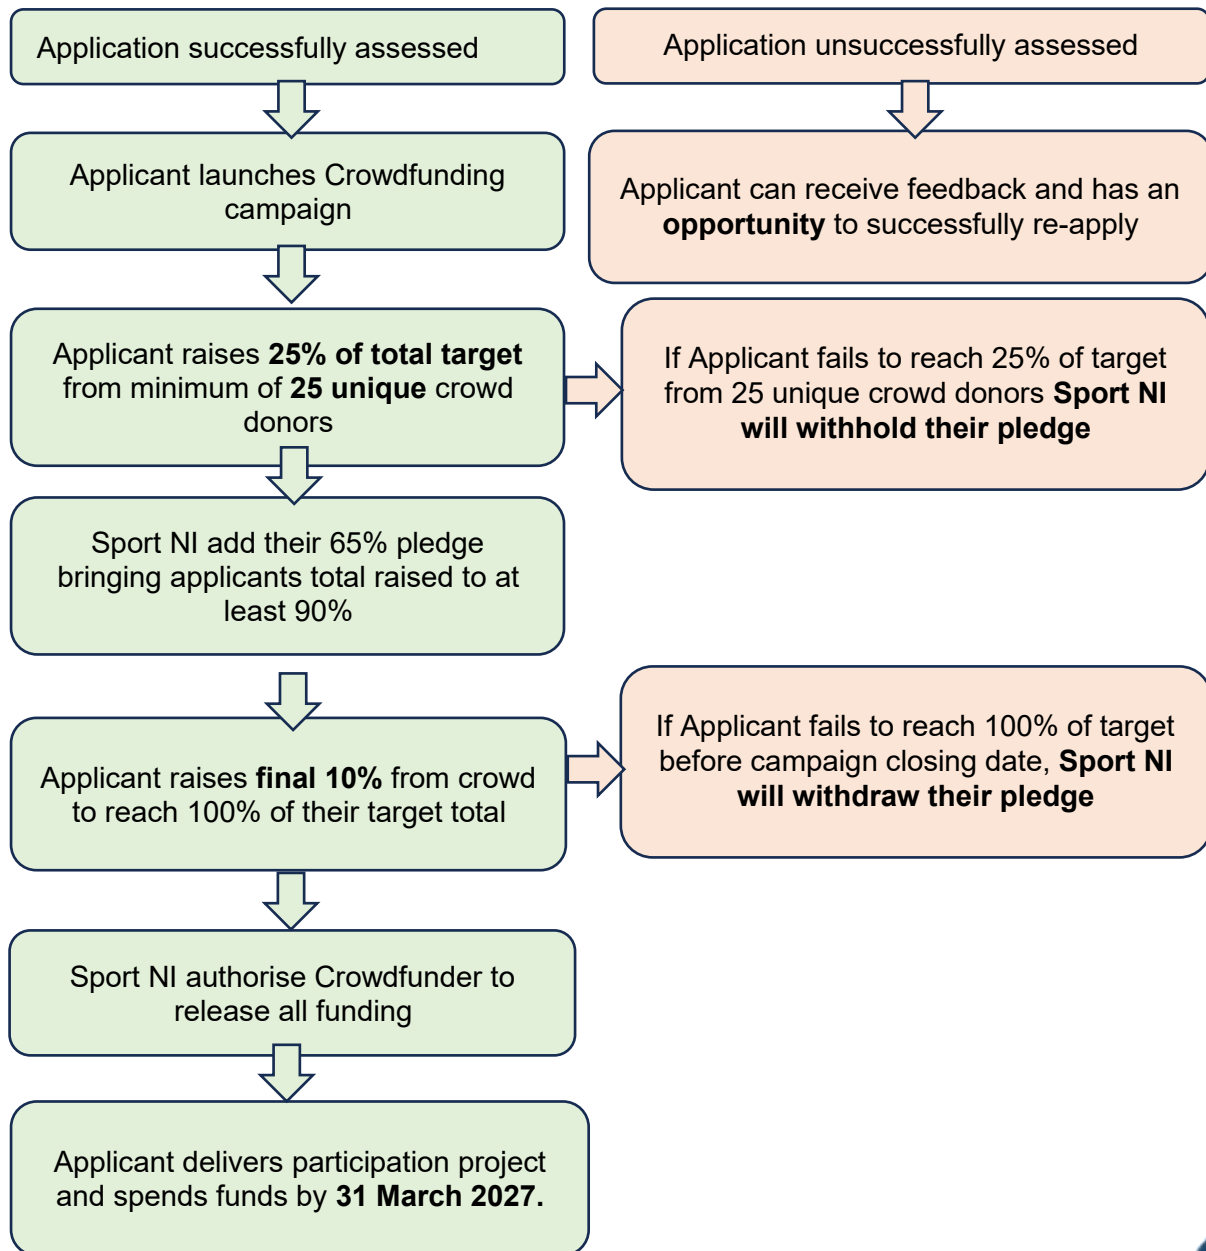 Application successfully assessed
Application unsuccessfully assessed
Applicant launches Crowdfunding
campaign
Applicant can receive feedback and has an
opportunity to successfully re-apply
Applicant raises 25% of total target
from minimum of 25 unique crowd
donors
If Applicant fails to reach 25% of target
from 25 unique crowd donors Sport NI
will withhold their pledge
Sport NI add their 65% pledge
bringing applicants total raised to at
least 90%
Applicant raises final 10% from crowd
to reach 100% of their target total
If Applicant fails to reach 100% of target
before campaign closing date, Sport NI
will withdraw their pledge
Sport NI authorise Crowdfunder to
release all funding
Applicant delivers participation project
and spends funds by 31 March 2027.